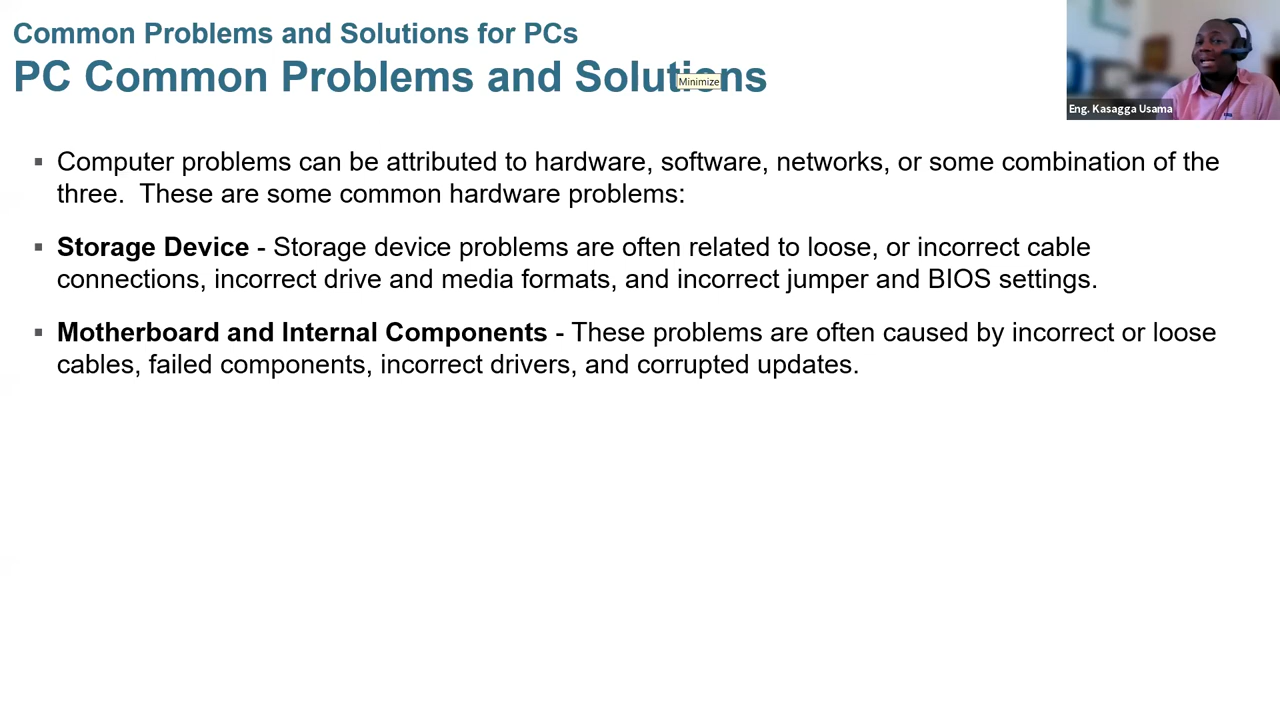 Common Problems and Solutions for PCs
PC Common Problems and Solutions
Minimize
Eng. Kasagga Usama
▪ Computer problems can be attributed to hardware, software, networks, or some combination of the
three.  These are some common hardware problems:
▪ Storage Device - Storage device problems are often related to loose, or incorrect cable
connections, incorrect drive and media formats, and incorrect jumper and BIOS settings.
▪ Motherboard and Internal Components - These problems are often caused by incorrect or loose
cables, failed components, incorrect drivers, and corrupted updates.